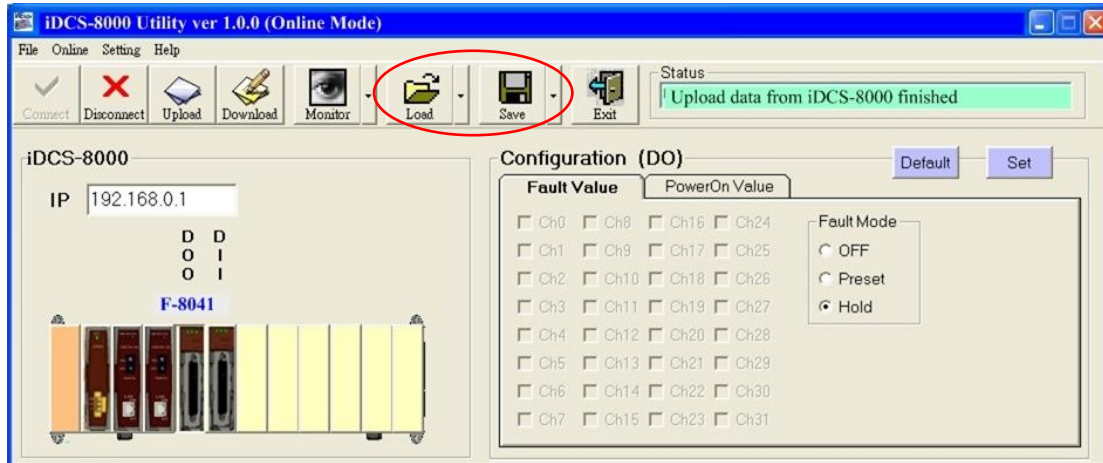 iDCS-8000 Utility ver 1.0.0 (Online Mode)
File Online Setting Help
Connect Disconnect Upload Download Monitor Load Save Exit
Status
Upload data from iDCS-8000 finished
iDCS-8000
IP 192.168.0.1
D D
O I
O I
F-8041
Configuration (DO)
Default Set
Fault Value PowerOn Value
Ch0 Ch8 Ch16 Ch24
Ch1 Ch9 Ch17 Ch25
Ch2 Ch10 Ch18 Ch26
Ch3 Ch11 Ch19 Ch27
Ch4 Ch12 Ch20 Ch28
Ch5 Ch13 Ch21 Ch29
Ch6 Ch14 Ch22 Ch30
Ch7 Ch15 Ch23 Ch31
Fault Mode
OFF
Preset
Hold